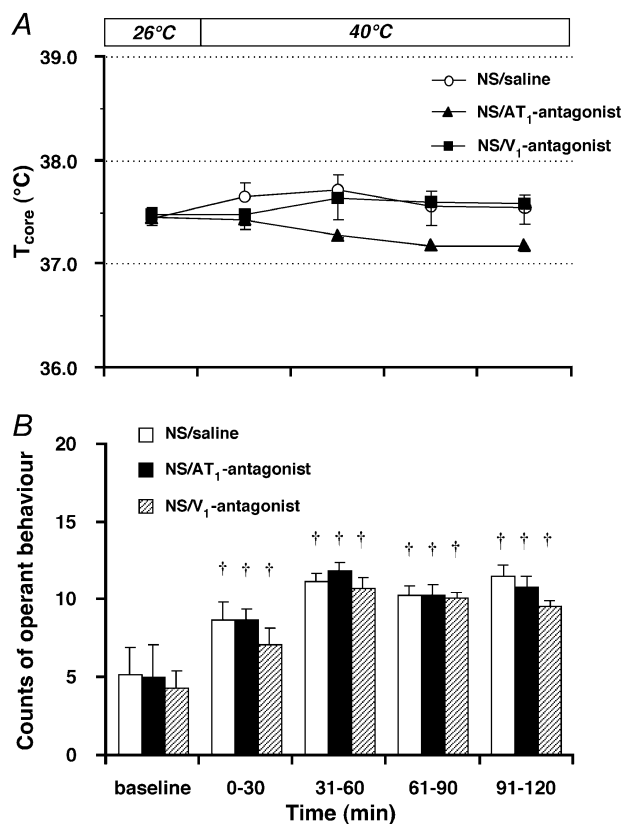 A
26°C 40°C
39.0
38.0
37.0
36.0
Tcore (°C)
NS/saline
NS/AT1-antagonist
NS/V1-antagonist
B
20
15
10
5
0
Counts of operant behaviour
NS/saline
NS/AT1-antagonist
NS/V1-antagonist
† † † † † † † † † † † †
baseline 0-30 31-60 61-90 91-120
Time (min)